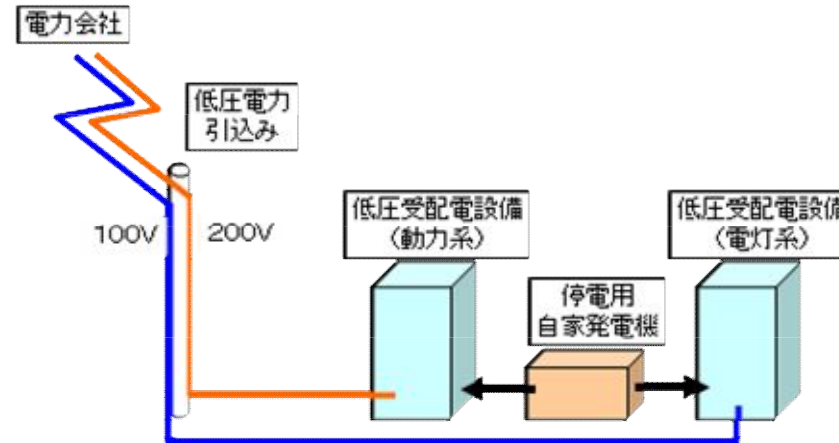 電力会社
低圧電力
引込み
100V
200V
低圧受配電設備
（動力系）
低圧受配電設備
（電灯系）
停電用
自家発電機